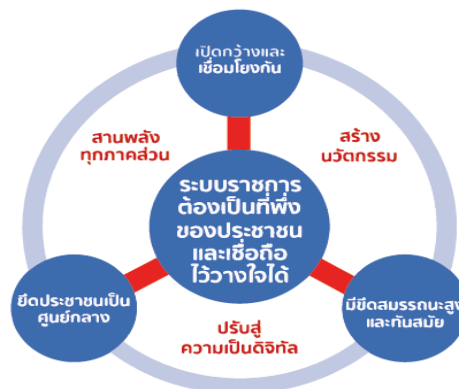 เปิดกว้างและ
เชื่อมโยงกัน
สานพลัง
ทุกภาคส่วน
สร้าง
นวัตกรรม
ระบบราชการ
ต้องเป็นที่พึ่ง
ของประชาชน
และเชื่อถือ
ไว้วางใจได้
ยึดประชาชนเป็น
ศูนย์กลาง
มีขีดสมรรถนะสูง
และทันสมัย
ปรับสู่
ความเป็นดิจิทัล